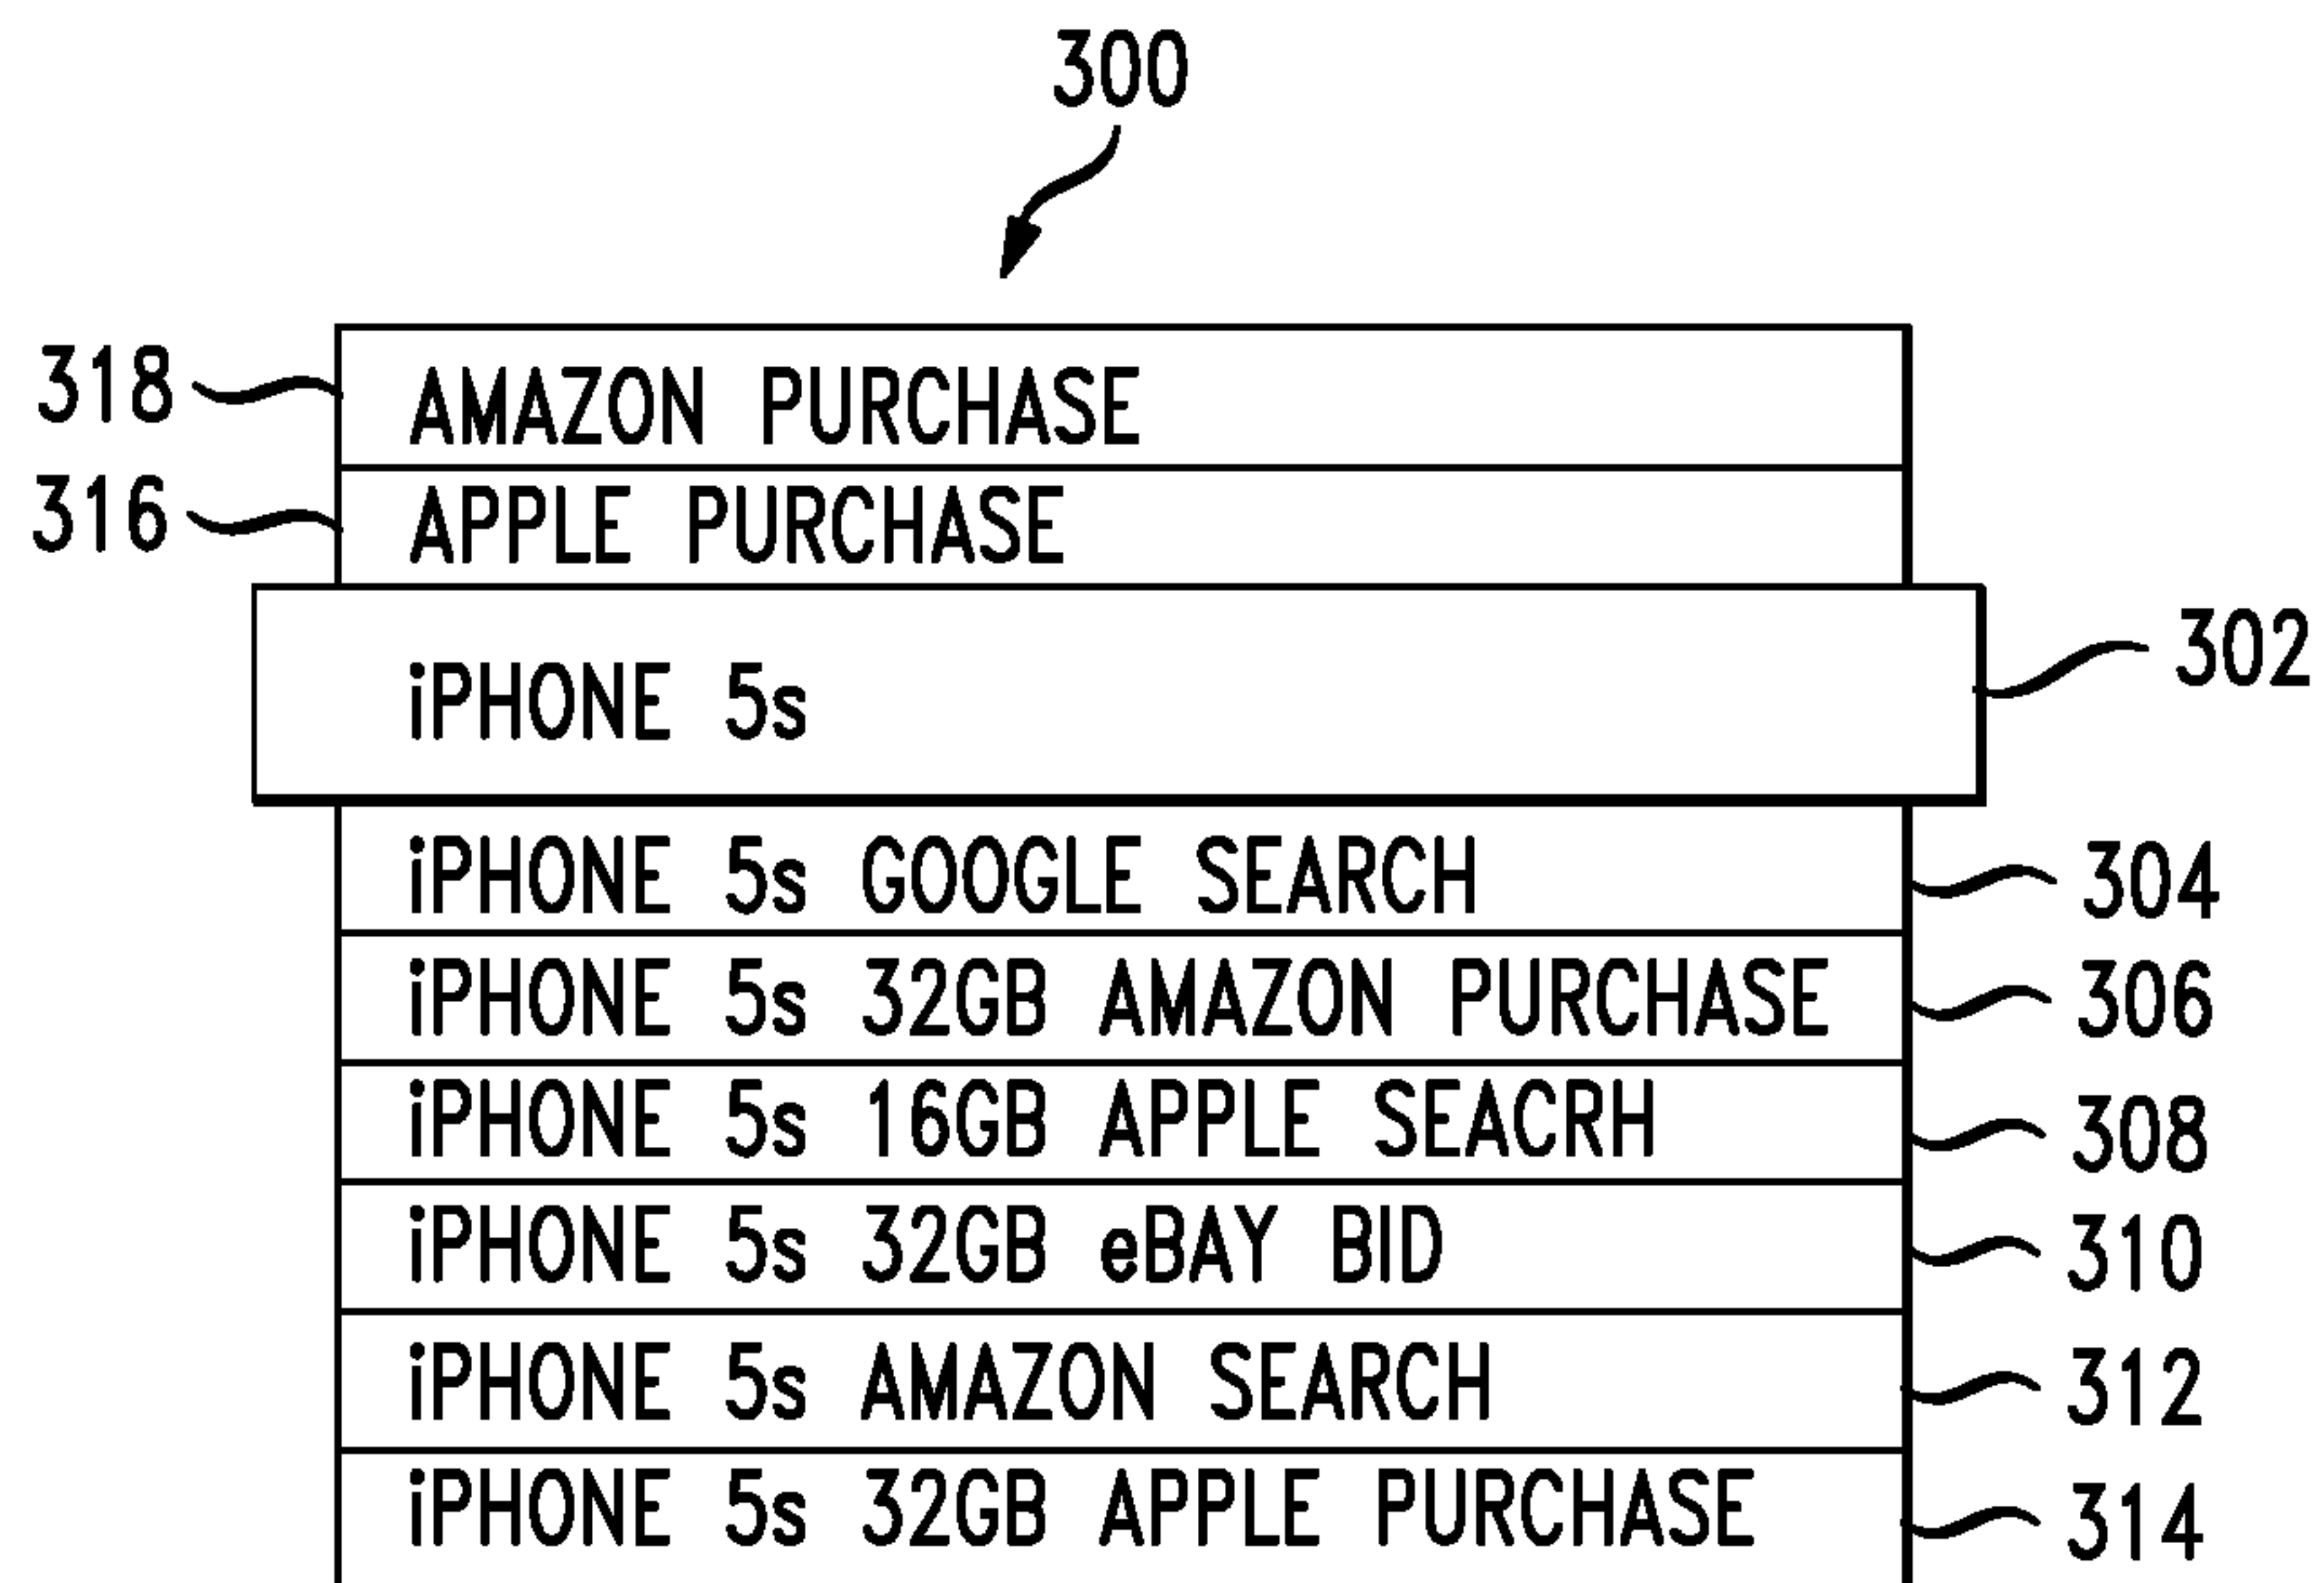 300
318 AMAZON PURCHASE
316 APPLE PURCHASE
iPHONE 5s 302
iPHONE 5s GOOGLE SEARCH 304
iPHONE 5s 32GB AMAZON PURCHASE 306
iPHONE 5s 16GB APPLE SEACRH 308
iPHONE 5s 32GB eBAY BID 310
iPHONE 5s AMAZON SEARCH 312
iPHONE 5s 32GB APPLE PURCHASE 314